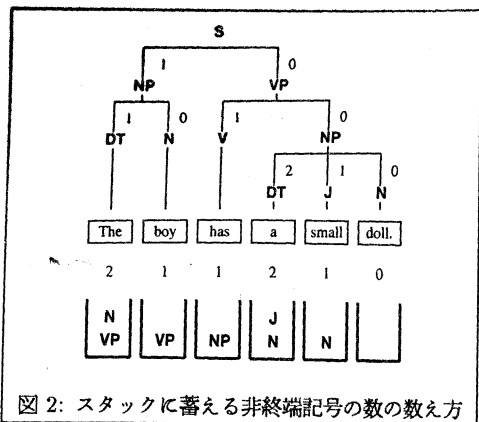 S
1 0
NP VP
1 0 1 0
DT N V NP
2 1 0
DT J N
The boy has a small doll.
2 1 1 2 1 0
N J
VP VP NP N N
図 2: スタックに蓄える非終端記号の数の数え方